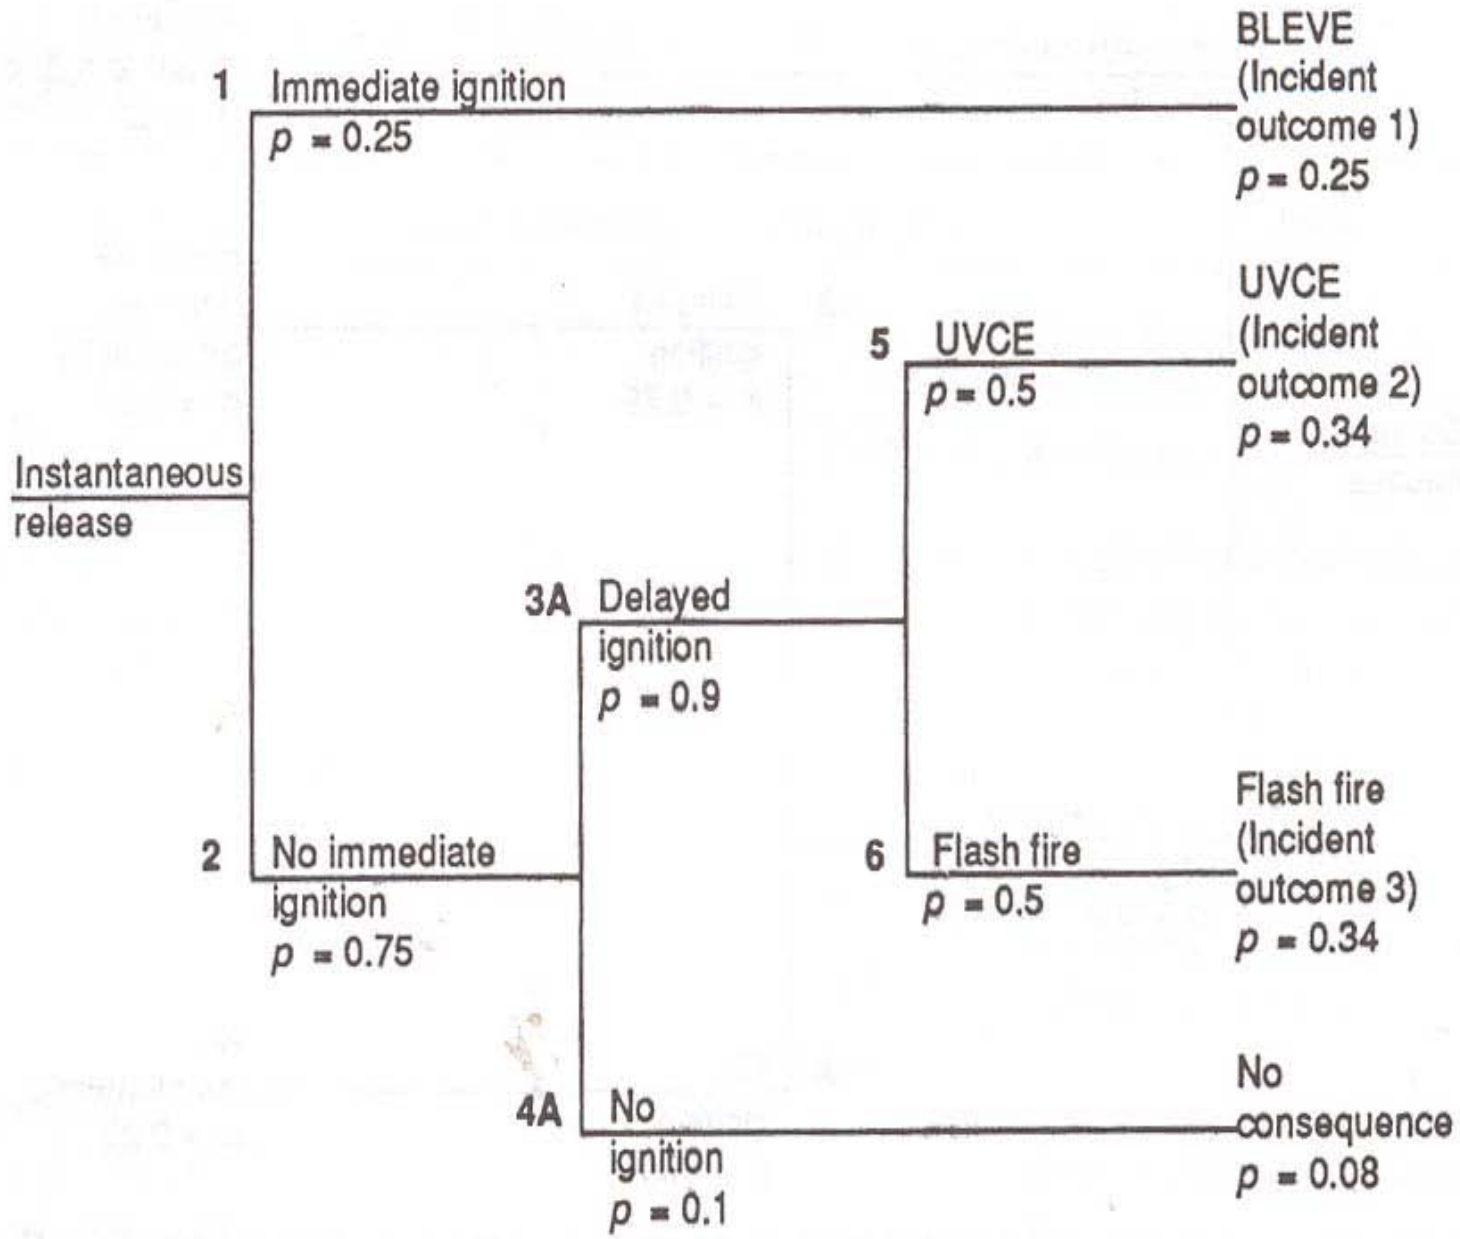 BLEVE
(Incident
outcome 1)
p = 0.25
1 Immediate ignition
p = 0.25
UVCE
(Incident
outcome 2)
p = 0.34
5 UVCE
p = 0.5
Instantaneous
release
3A Delayed
ignition
p = 0.9
Flash fire
(Incident
outcome 3)
p = 0.34
2 No immediate
ignition
p = 0.75
6 Flash fire
p = 0.5
No
consequence
p = 0.08
4A No
ignition
p = 0.1